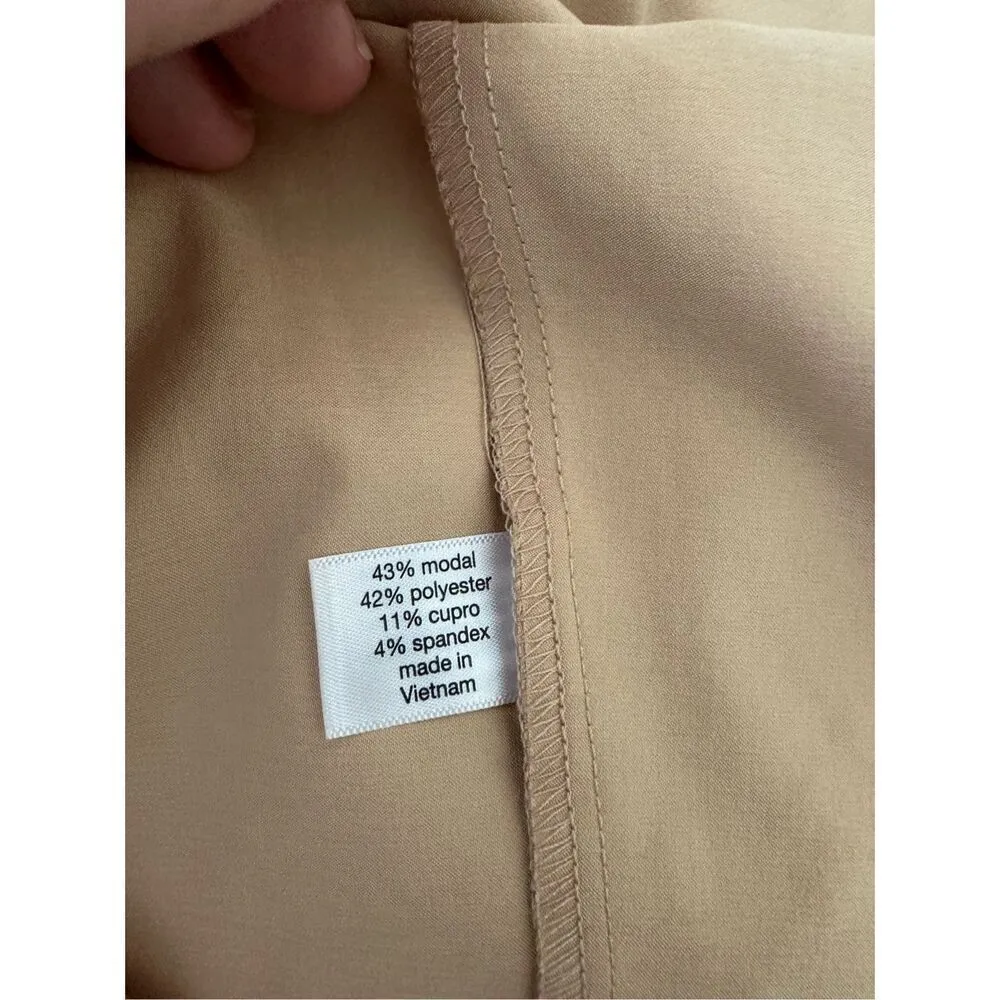 43% modal
42% polyester
11% cupro
4% spandex
made in
Vietnam